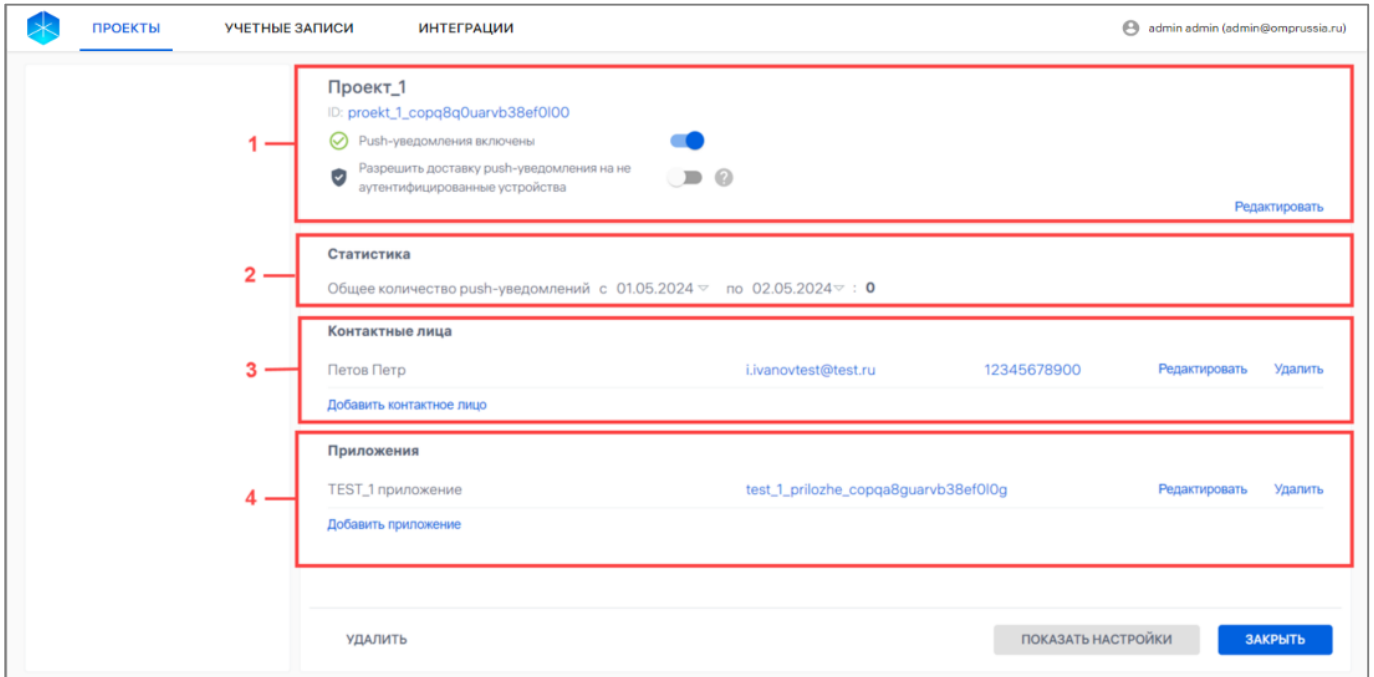 ПРОЕКТЫ УЧЕТНЫЕ ЗАПИСИ ИНТЕГРАЦИИ admin admin (admin@omprussia.ru)
Проект_1
ID: proekt_1_copq8q0uarvb38ef0l00
1
Push-уведомления включены
Разрешить доставку push-уведомления на не
аутентифицированные устройства
?
Редактировать
2
Статистика
Общее количество push-уведомлений с 01.05.2024 по 02.05.2024 : 0
Контактные лица
3
Петов Петр i.ivanovtest@test.ru 12345678900 Редактировать Удалить
Добавить контактное лицо
Приложения
4
TEST_1 приложение test_1_prilozhe_copqa8guarvb38ef0l0g Редактировать Удалить
Добавить приложение
УДАЛИТЬ ПОКАЗАТЬ НАСТРОЙКИ ЗАКРЫТЬ